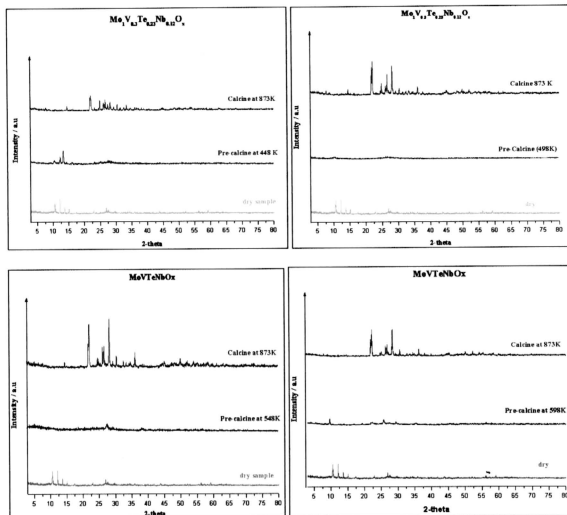 Mo₁V₀.₃Te₀.₂₃Nb₀.₁₂Oₓ
Intensity / a.u
Calcine at 873K
Pre-calcine at 448 K
dry sample
5 10 15 20 25 30 35 40 45 50 55 60 65 70 75 80
2-theta
Intensity / a.u
Calcine 873 K
Pre-Calcine (498K)
dry
5 10 15 20 25 30 35 40 45 50 55 60 65 70 75 80
2-theta
MoVTeNbOx
Intensity / a.u
Calcine at 873K
Pre-calcine at 548K
dry sample
5 10 15 20 25 30 35 40 45 50 55 60 65 70 75 80
2-theta
MoVTeNbOx
Intensity / a.u
Calcine at 873K
Pre-calcine at 598K
dry
5 10 15 20 25 30 35 40 45 50 55 60 65 70 75 80
2-theta